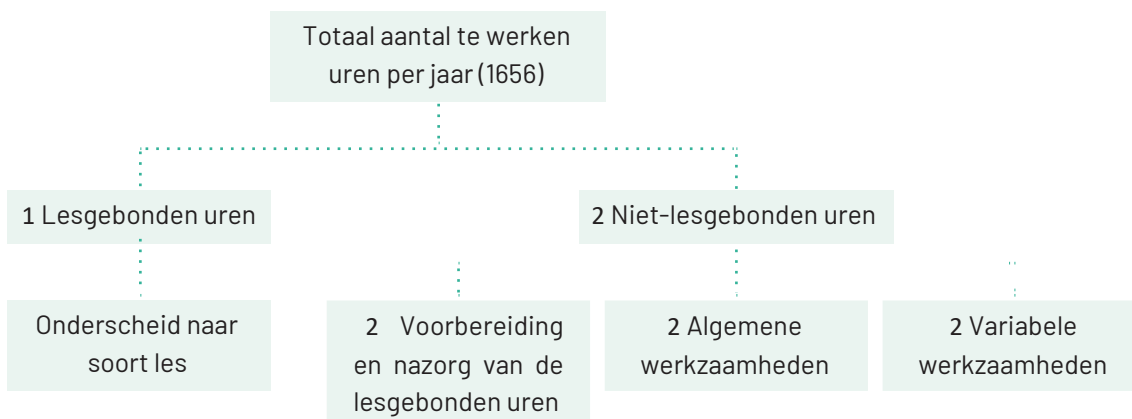 Totaal aantal te werken
uren per jaar (1656)
1 Lesgebonden uren
2 Niet-lesgebonden uren
Onderscheid naar
soort les
2 Voorbereiding
en nazorg van de
lesgebonden uren
2 Algemene
werkzaamheden
2 Variabele
werkzaamheden